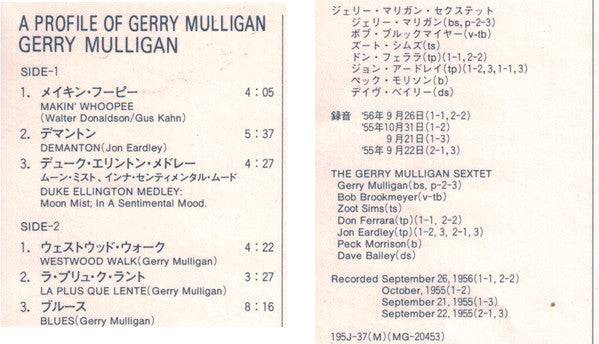 A PROFILE OF GERRY MULLIGAN
GERRY MULLIGAN
SIDE-1
1. メイキン・フーピー 4:05
MAKIN' WHOOPEE
(Walter Donaldson/Gus Kahn)
2. デマントン 5:37
DEMANTON(Jon Eardley)
3. デューク・エリントン・メドレー 4:27
ムーン・ミスト、インナ・センティメンタル・ムード
DUKE ELLINGTON MEDLEY:
Moon Mist; In A Sentimental Mood.
SIDE-2
1. ウェストウッド・ウォーク 4:22
WESTWOOD WALK(Gerry Mulligan)
2. ラ・プリュ・ク・ラント 3:27
LA PLUS QUE LENTE(Gerry Mulligan)
3. ブルース 8:16
BLUES(Gerry Mulligan)
ジェリー・マリガン・セクステット
ジェリー・マリガン(bs, p-2-3)
ボブ・ブルックマイヤー(v-tb)
ズート・シムズ(ts)
ドン・フェララ(tp)(1-1, 2-2)
ジョン・アードレイ(tp)(1-2,3,1-1,3)
ペック・モリソン(b)
デイヴ・ベイリー(ds)
録音 '56年9月26日(1-1, 2-2)
'55年10月31日(1-2)
9月21日(1-3)
'55年9月22日(2-1, 3)
THE GERRY MULLIGAN SEXTET
Gerry Mulligan(bs, p-2-3)
Bob Brookmeyer(v-tb)
Zoot Sims(ts)
Don Ferrara(tp)(1-1, 2-2)
Jon Eardley(tp)(1-2,3, 2-1, 3)
Peck Morrison(b)
Dave Bailey(ds)
Recorded September 26, 1956(1-1, 2-2)
October, 1955(1-2)
September 21, 1955(1-3)
September 22, 1955(2-1, 3)
195J-37(M)(MG-20453)